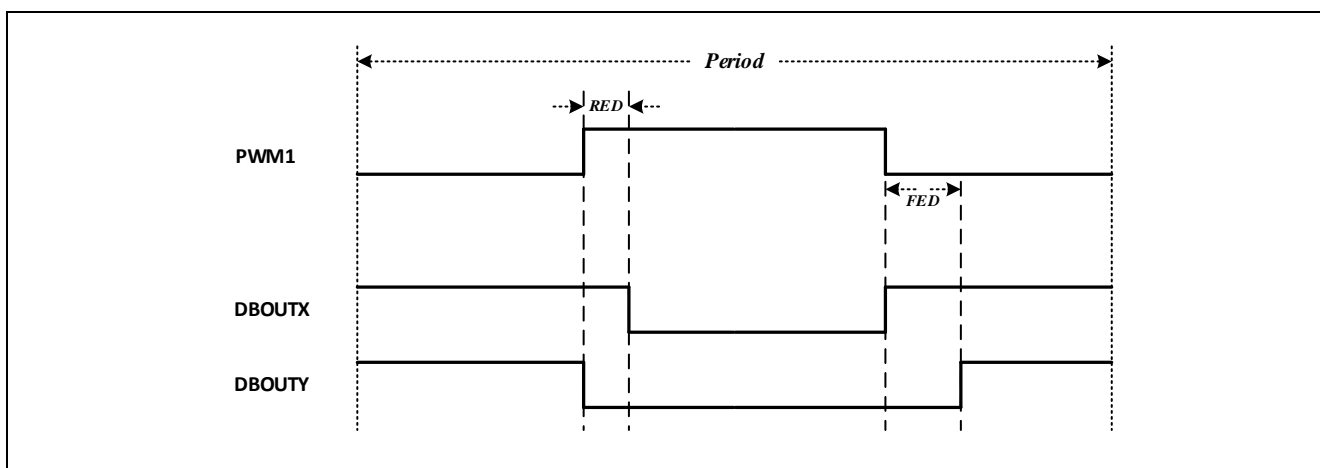 Period
RED
PWM1
FED
DBOUTX
DBOUTY